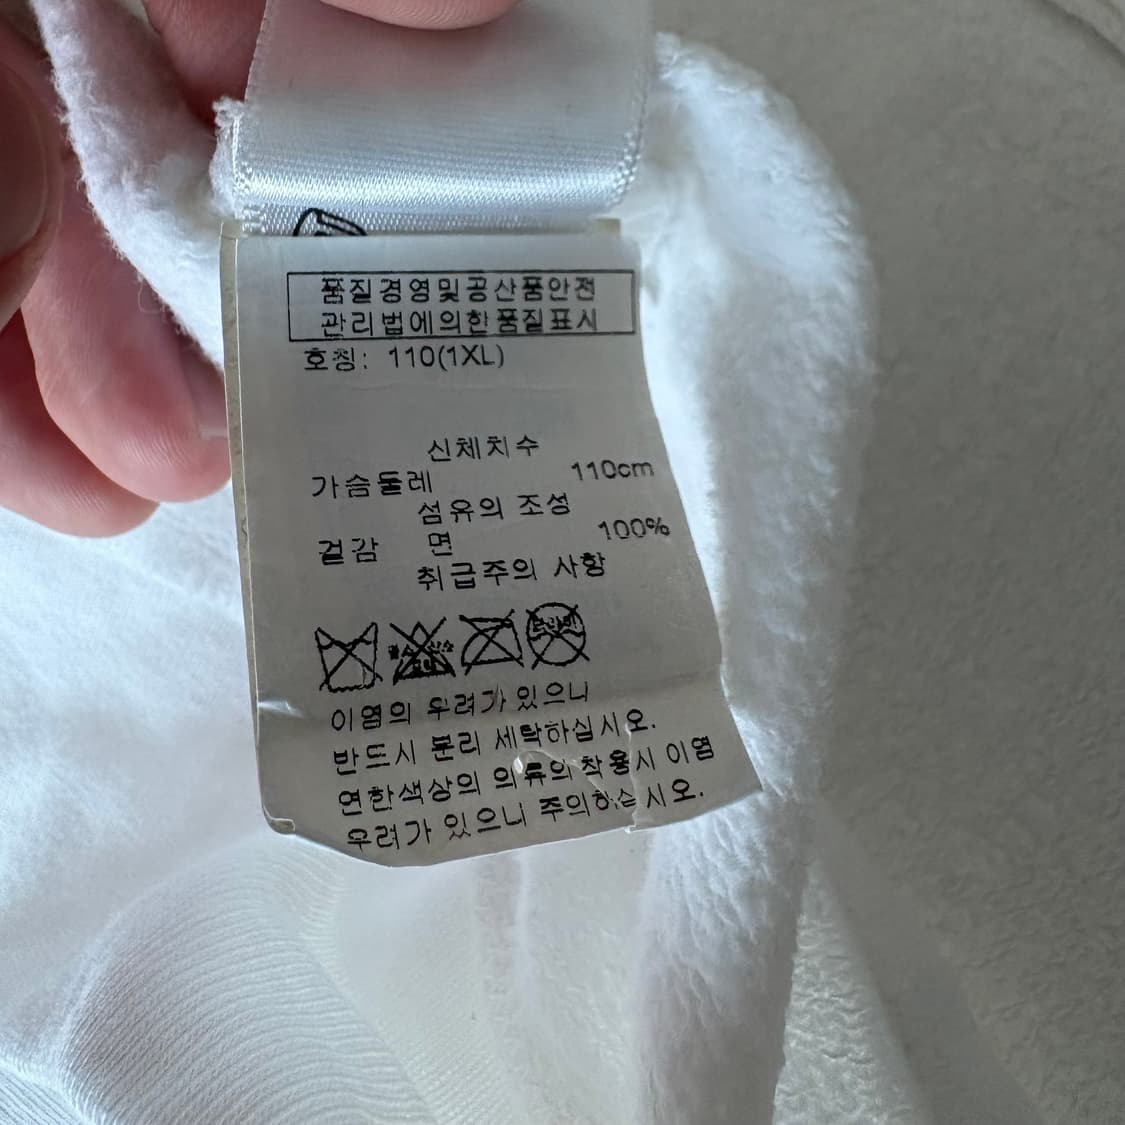 품질경영및공산품안전
관리법에의한품질표시
호칭: 110(1XL)
신체치수
가슴둘레 110cm
섬유의 조성
겉감 면 100%
취급주의 사항
이염의 우려가 있으니
반드시 분리 세탁하십시오.
연한색상의 의류의 착용시 이염
우려가 있으니 주의하십시오.